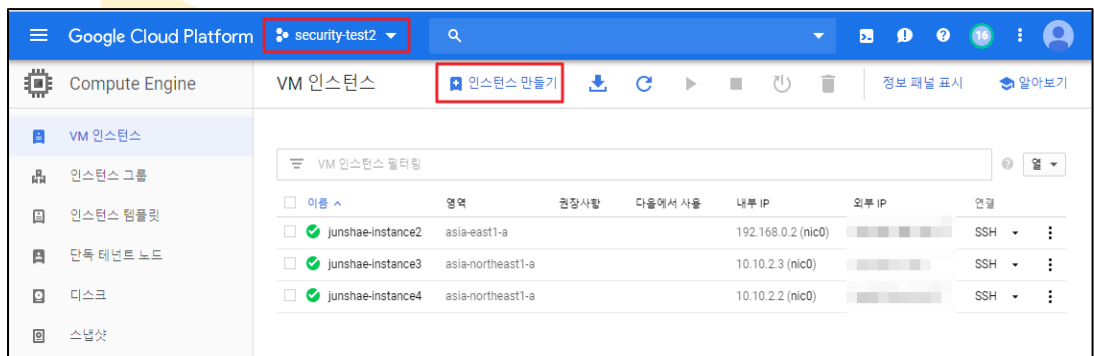 Google Cloud Platform security-test2 16
Compute Engine VM 인스턴스 인스턴스 만들기 정보 패널 표시 알아보기
VM 인스턴스
인스턴스 그룹
인스턴스 템플릿
단독 테넌트 노드
디스크
스냅샷
VM 인스턴스 필터링 열
이름 영역 권장사항 다음에서 사용 내부 IP 외부 IP 연결
junshae-instance2 asia-east1-a 192.168.0.2 (nic0) SSH
junshae-instance3 asia-northeast1-a 10.10.2.3 (nic0) SSH
junshae-instance4 asia-northeast1-a 10.10.2.2 (nic0) SSH